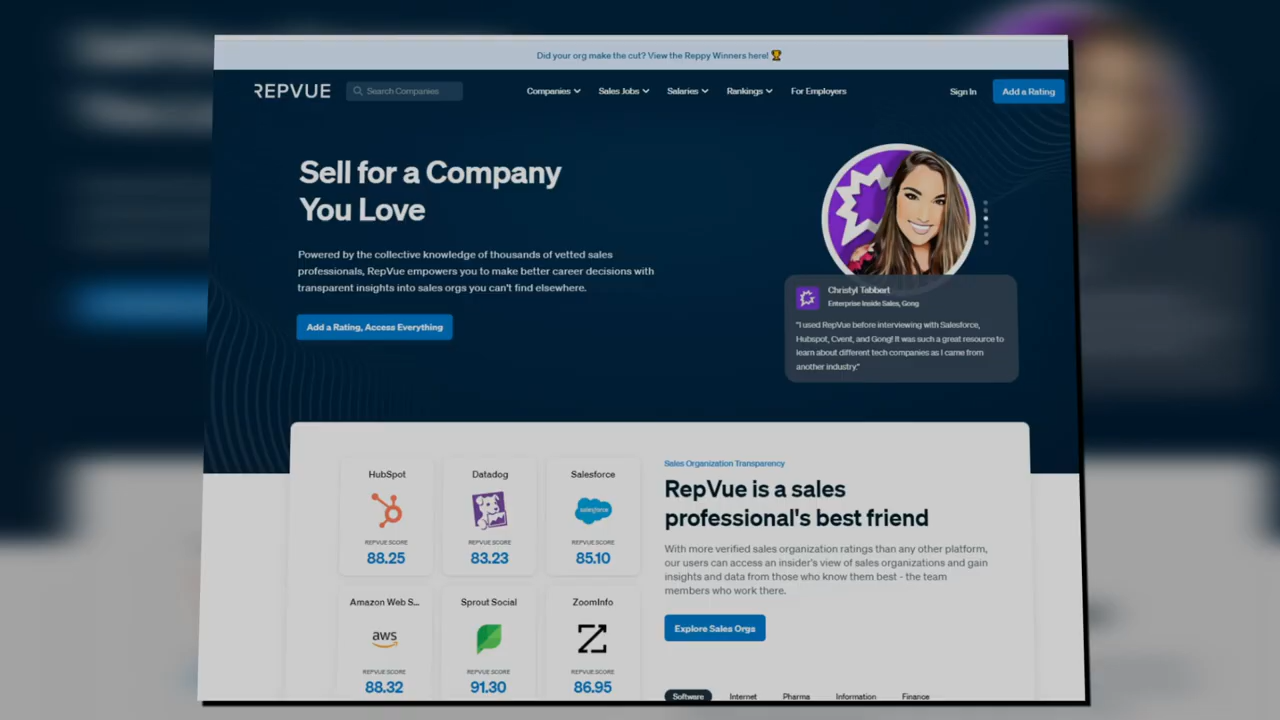 Did your org make the cut? View the Reppy Winners here! 🏆
REPVUE
Search Companies
Companies
Sales Jobs
Salaries
Rankings
For Employers
Sign In
Add a Rating
Sell for a Company
You Love
Powered by the collective knowledge of thousands of vetted sales
professionals, RepVue empowers you to make better career decisions with
transparent insights into sales orgs you can't find elsewhere.
Add a Rating, Access Everything
Christyl Tabbert
Enterprise Inside Sales, Gong
"I used RepVue before interviewing with Salesforce,
Hubspot, Cvent, and Gong! It was such a great resource to
learn about different tech companies as I came from
another industry."
HubSpot
REPVUE SCORE
88.25
Datadog
REPVUE SCORE
83.23
Salesforce
salesforce
REPVUE SCORE
85.10
Amazon Web S...
aws
REPVUE SCORE
88.32
Sprout Social
REPVUE SCORE
91.30
ZoomInfo
REPVUE SCORE
86.95
Sales Organization Transparency
RepVue is a sales
professional's best friend
With more verified sales organization ratings than any other platform,
our users can access an insider's view of sales organizations and gain
insights and data from those who know them best - the team
members who work there.
Explore Sales Orgs
Software
Internet
Pharma
Information
Finance